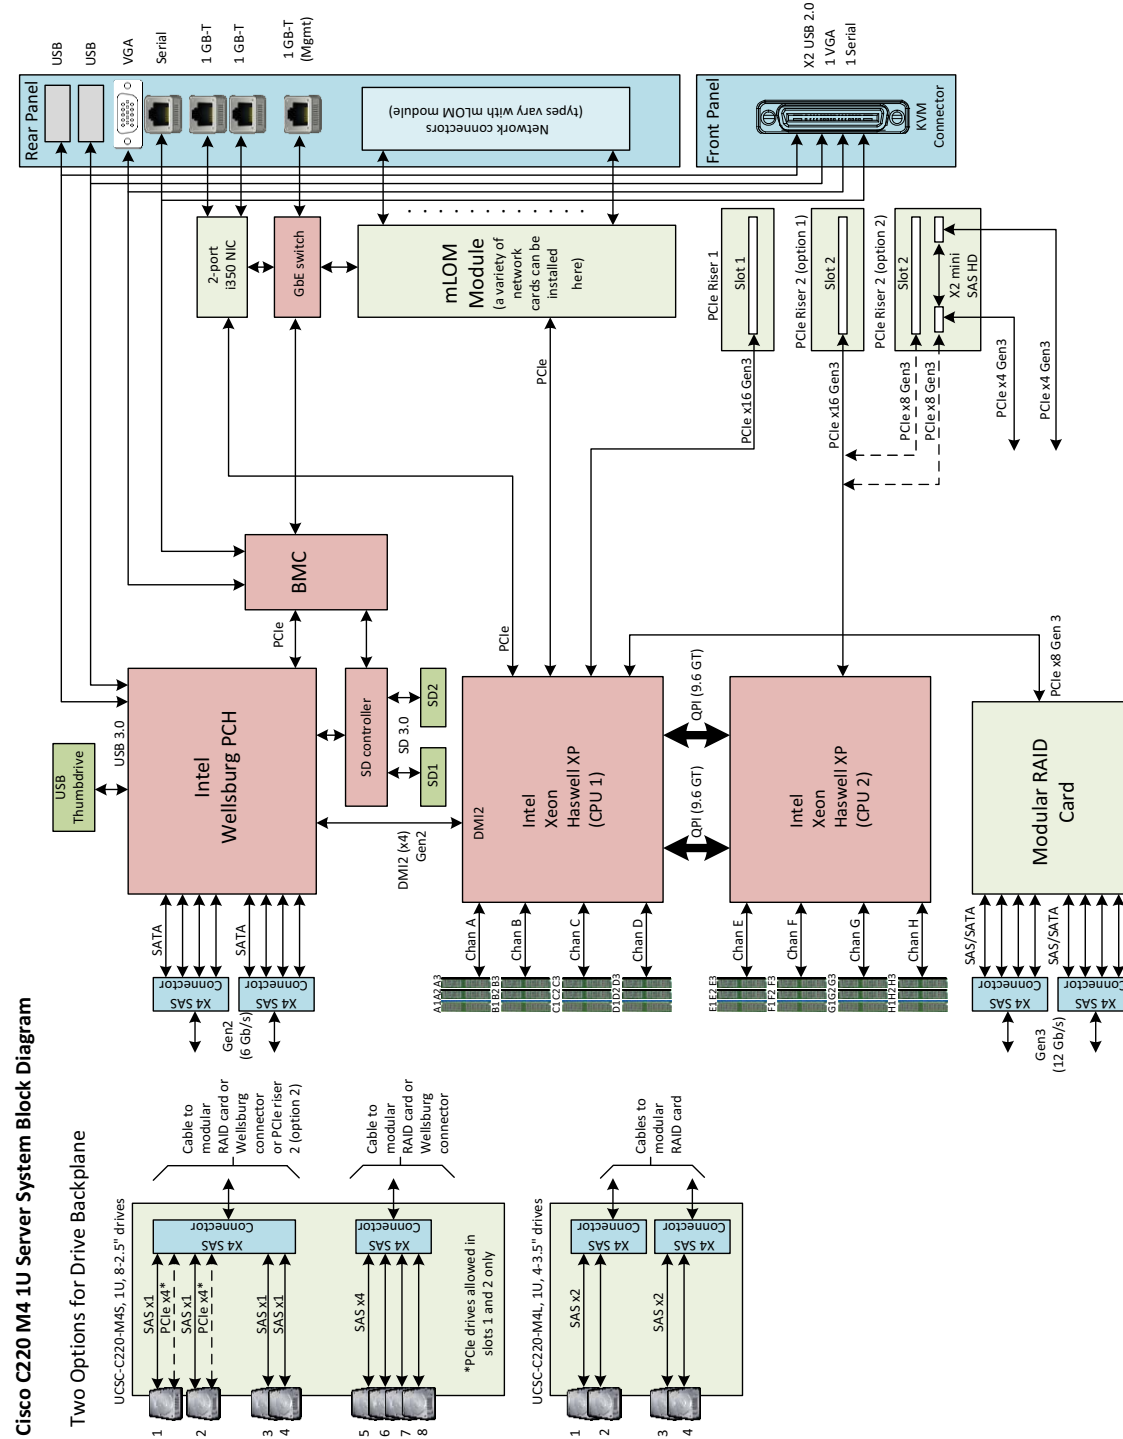 Cisco C220 M4 1U Server System Block Diagram
Two Options for Drive Backplane
UCSC-C220-M4S, 1U, 8-2.5" drives
1
2
3
4
5
6
7
8
SAS x1
PCIe x4*
SAS x1
PCIe x4*
SAS x1
SAS x1
SAS x4
X4 SAS
Connector
X4 SAS
Connector
*PCIe drives allowed in
slots 1 and 2 only
Cable to
modular
RAID card or
Wellsburg
connector
or PCIe riser
2 (option 2)
Cable to
modular
RAID card or
Wellsburg
connector
UCSC-C220-M4L, 1U, 4-3.5" drives
1
2
3
4
SAS x2
SAS x2
X4 SAS
Connector
X4 SAS
Connector
Cables to
modular
RAID card
X4 SAS
Connector
X4 SAS
Connector
Gen2
(6 Gb/s)
SATA
SATA
USB
Thumbdrive
USB 3.0
Intel
Wellsburg PCH
PCIe
BMC
SD controller
SD 3.0
SD1
SD2
DMI2 (x4)
Gen2
DMI2
Intel
Xeon
Haswell XP
(CPU 1)
A1A2A3
B1B2B3
C1C2C3
D1D2D3
Chan A
Chan B
Chan C
Chan D
QPI (9.6 GT)
QPI (9.6 GT)
Intel
Xeon
Haswell XP
(CPU 2)
E1E2E3
F1F2F3
G1G2G3
H1H2H3
Chan E
Chan F
Chan G
Chan H
PCIe x8 Gen 3
Modular RAID
Card
SAS/SATA
SAS/SATA
X4 SAS
Connector
X4 SAS
Connector
Gen3
(12 Gb/s)
PCIe
PCIe
2-port
i350 NIC
GbE switch
mLOM
Module
(a variety of
network
cards can be
installed
here)
PCIe Riser 1
Slot 1
PCIe x16 Gen3
PCIe Riser 2 (option 1)
Slot 2
PCIe x16 Gen3
PCIe Riser 2 (option 2)
Slot 2
X2 mini
SAS HD
PCIe x8 Gen3
PCIe x8 Gen3
PCIe x4 Gen3
PCIe x4 Gen3
Rear Panel
Network connectors
(types vary with mLOM module)
USB
USB
VGA
Serial
1 GB-T
1 GB-T
1 GB-T
(Mgmt)
Front Panel
KVM
Connector
X2 USB 2.0
1 VGA
1 Serial